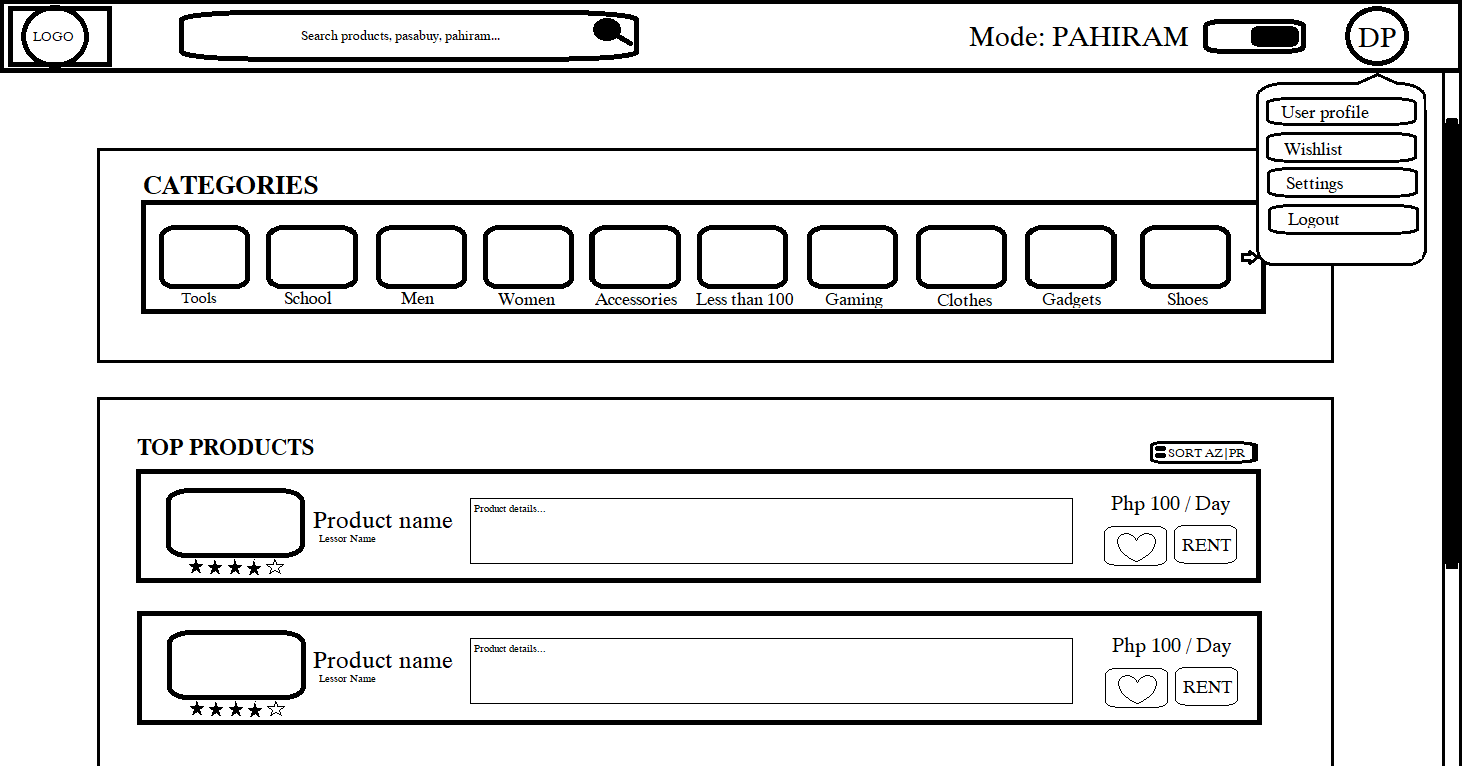 LOGO
Search products, pasabuy, pahiram...
Mode: PAHIRAM
DP
User profile
Wishlist
Settings
Logout
CATEGORIES
Tools
School
Men
Women
Accessories
Less than 100
Gaming
Clothes
Gadgets
Shoes
TOP PRODUCTS
SORT AZ|PR
Product name
Lessor Name
Product details...
Php 100 / Day
RENT
Product name
Lessor Name
Product details...
Php 100 / Day
RENT